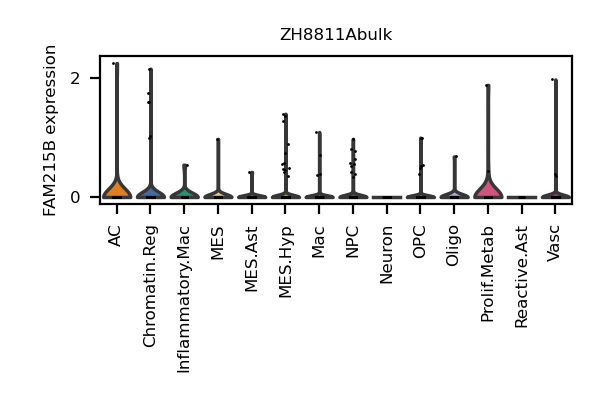 ZH8811Abulk
FAM215B expression
2
0
AC
Chromatin.Reg
Inflammatory.Mac
MES
MES.Ast
MES.Hyp
Mac
NPC
Neuron
OPC
Oligo
Prolif.Metab
Reactive.Ast
Vasc